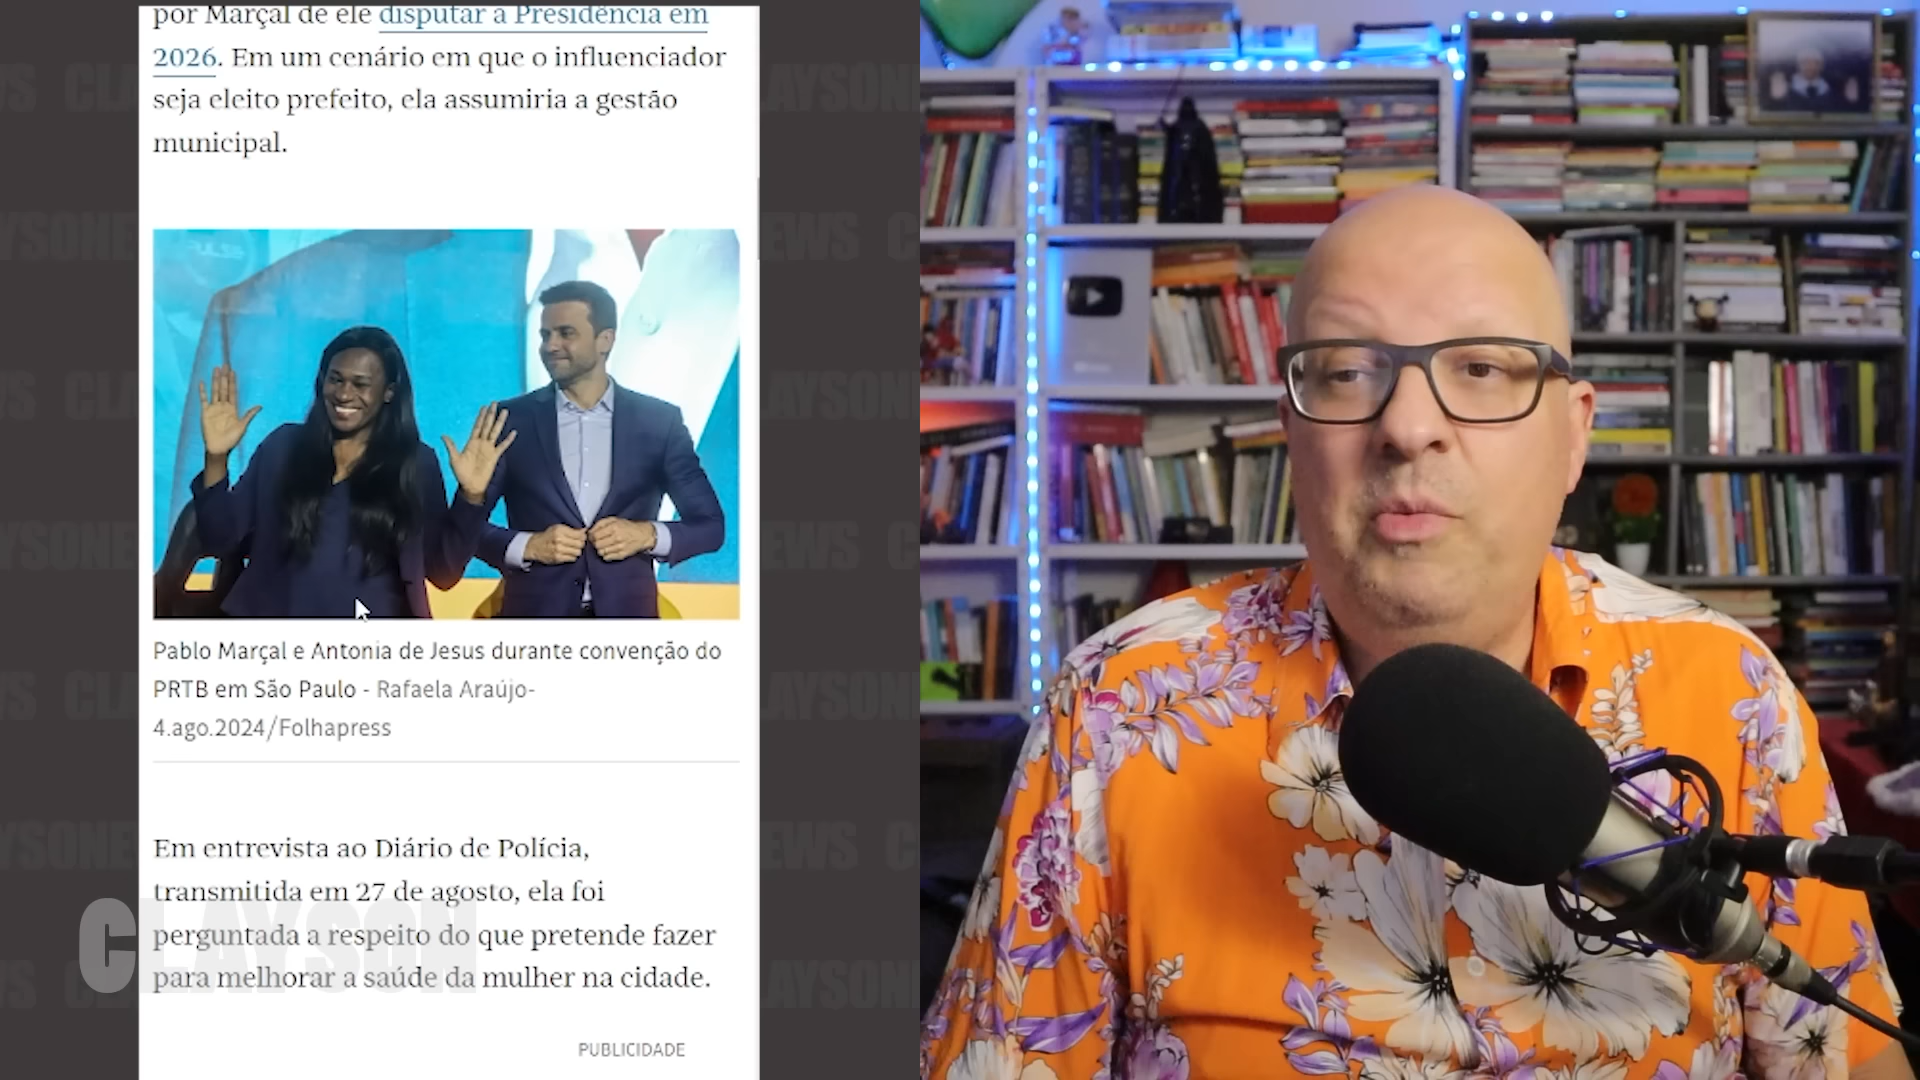 por Marçal de ele disputar a Presidência em
2026. Em um cenário em que o influenciador
seja eleito prefeito, ela assumiria a gestão
municipal.
Pablo Marçal e Antonia de Jesus durante convenção do
PRTB em São Paulo - Rafaela Araújo-
4.ago.2024/Folhapress
Em entrevista ao Diário de Polícia,
transmitida em 27 de agosto, ela foi
perguntada a respeito do que pretende fazer
para melhorar a saúde da mulher na cidade.
CLAYSON
PUBLICIDADE